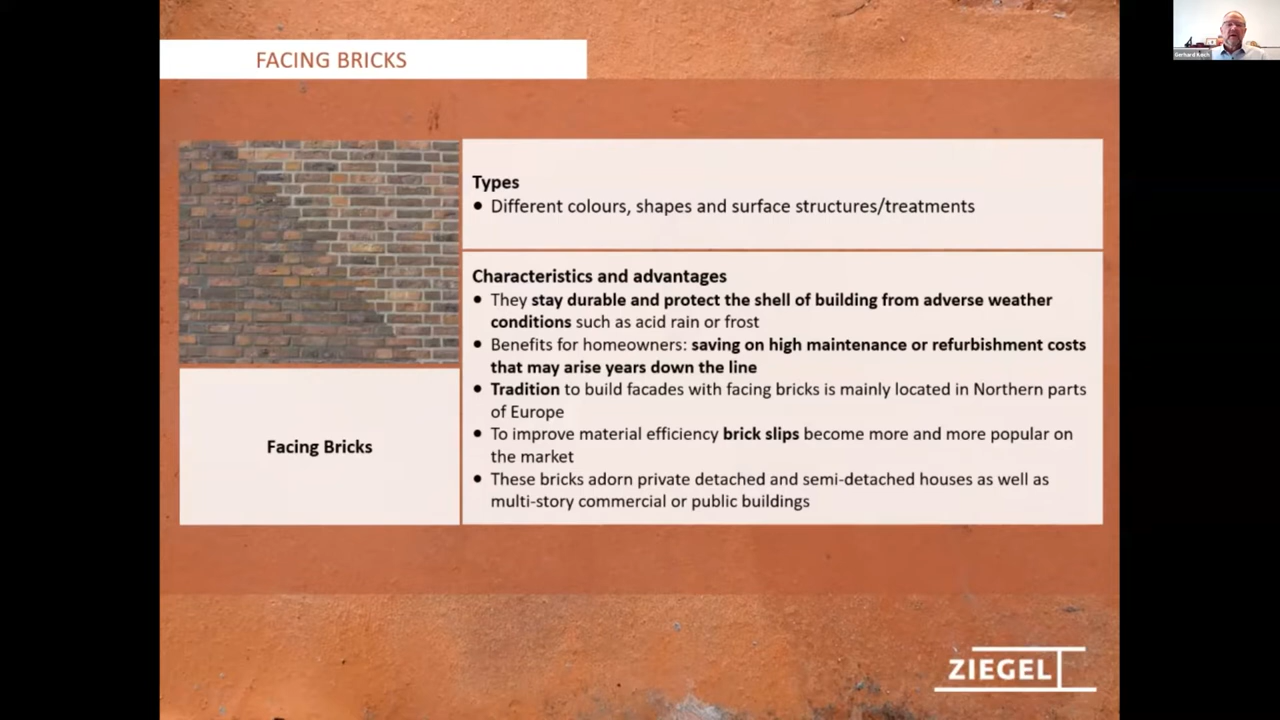 FACING BRICKS
Types
• Different colours, shapes and surface structures/treatments
Characteristics and advantages
• They stay durable and protect the shell of building from adverse weather
conditions such as acid rain or frost
• Benefits for homeowners: saving on high maintenance or refurbishment costs
that may arise years down the line
• Tradition to build facades with facing bricks is mainly located in Northern parts
of Europe
• To improve material efficiency brick slips become more and more popular on
the market
• These bricks adorn private detached and semi-detached houses as well as
multi-story commercial or public buildings
Facing Bricks
ZIEGEL
Gerhard